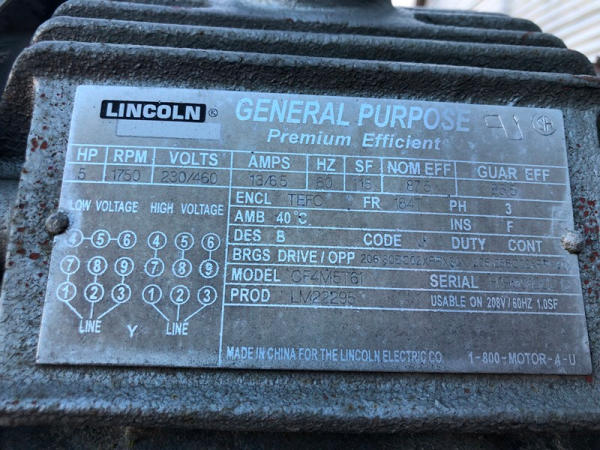 LINCOLN ®
GENERAL PURPOSE
Premium Efficient
HP RPM VOLTS AMPS HZ SF NOM EFF GUAR EFF
5 1750 230/460 13/6.5 60 1.15 87.5
ENCL TEFC FR 184T PH 3
AMB 40°C INS F
DES B CODE DUTY CONT
BRGS DRIVE / OPP
MODEL SERIAL
PROD LM22295 USABLE ON 208V/60HZ 1.0SF
LOW VOLTAGE HIGH VOLTAGE
4 5 6 4 5 6
7 8 9 7 8 9
1 2 3 1 2 3
LINE Y LINE
MADE IN CHINA FOR THE LINCOLN ELECTRIC CO. 1-800-MOTOR-4-U